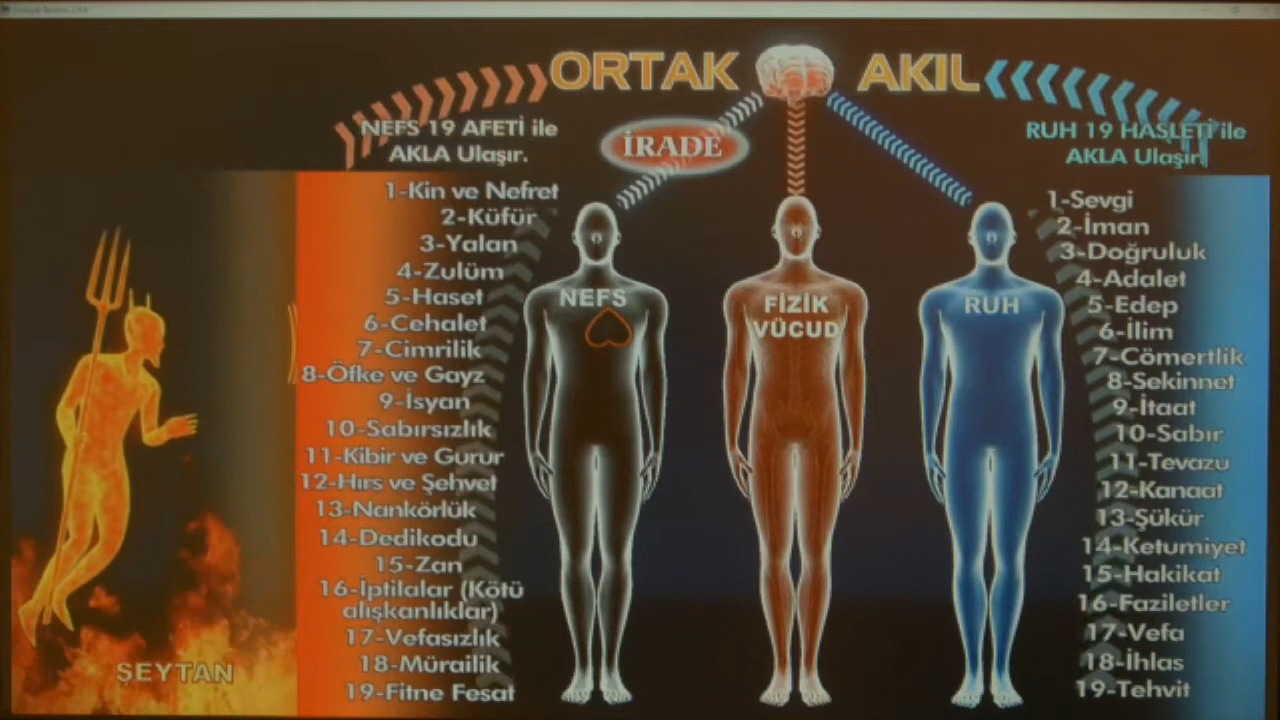 ORTAK AKIL
NEFS 19 AFETİ ile
AKLA Ulaşır.
İRADE
RUH 19 HASLETİ ile
AKLA Ulaşır.
1-Kin ve Nefret
2-Küfür
3-Yalan
4-Zulüm
5-Haset
6-Cehalet
7-Cimrilik
8-Öfke ve Gayz
9-İsyan
10-Sabırsızlık
11-Kibir ve Gurur
12-Hırs ve Şehvet
13-Nankörlük
14-Dedikodu
15-Zan
16-İptilalar (Kötü
alışkanlıklar)
17-Vefasızlık
18-Mürailik
19-Fitne Fesat
ŞEYTAN
NEFS
FİZİK
VÜCUD
RUH
1-Sevgi
2-İman
3-Doğruluk
4-Adalet
5-Edep
6-İlim
7-Cömertlik
8-Sekinnet
9-İtaat
10-Sabır
11-Tevazu
12-Kanaat
13-Şükür
14-Ketumiyet
15-Hakikat
16-Faziletler
17-Vefa
18-İhlas
19-Tehvit